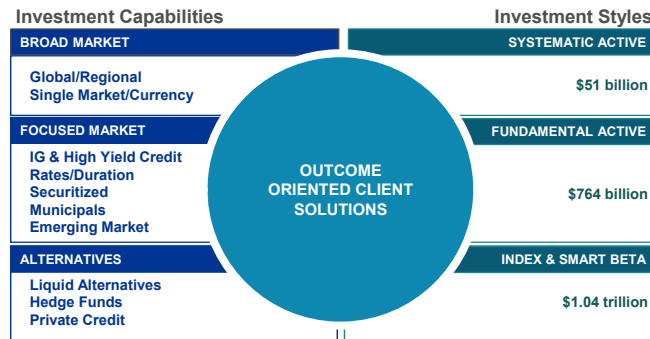 Investment Capabilities
Investment Styles
BROAD MARKET
SYSTEMATIC ACTIVE
Global/Regional
Single Market/Currency
$51 billion
FOCUSED MARKET
FUNDAMENTAL ACTIVE
IG & High Yield Credit
Rates/Duration
Securitized
Municipals
Emerging Market
OUTCOME
ORIENTED CLIENT
SOLUTIONS
$764 billion
ALTERNATIVES
INDEX & SMART BETA
Liquid Alternatives
Hedge Funds
Private Credit
$1.04 trillion